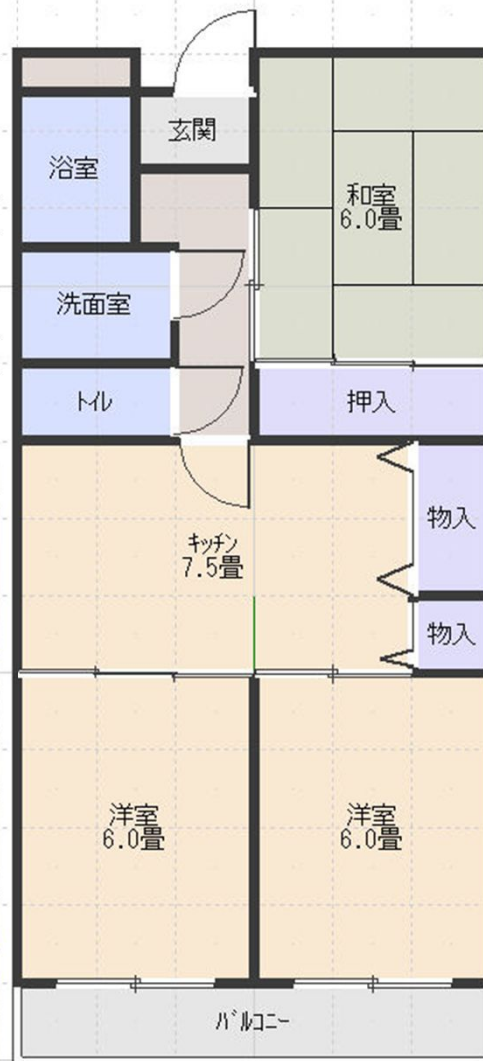 玄関
浴室
和室
6.0畳
洗面室
ﾄｲﾚ
押入
物入
ｷｯﾁﾝ
7.5畳
物入
洋室
6.0畳
洋室
6.0畳
ﾊﾞﾙｺﾆｰ